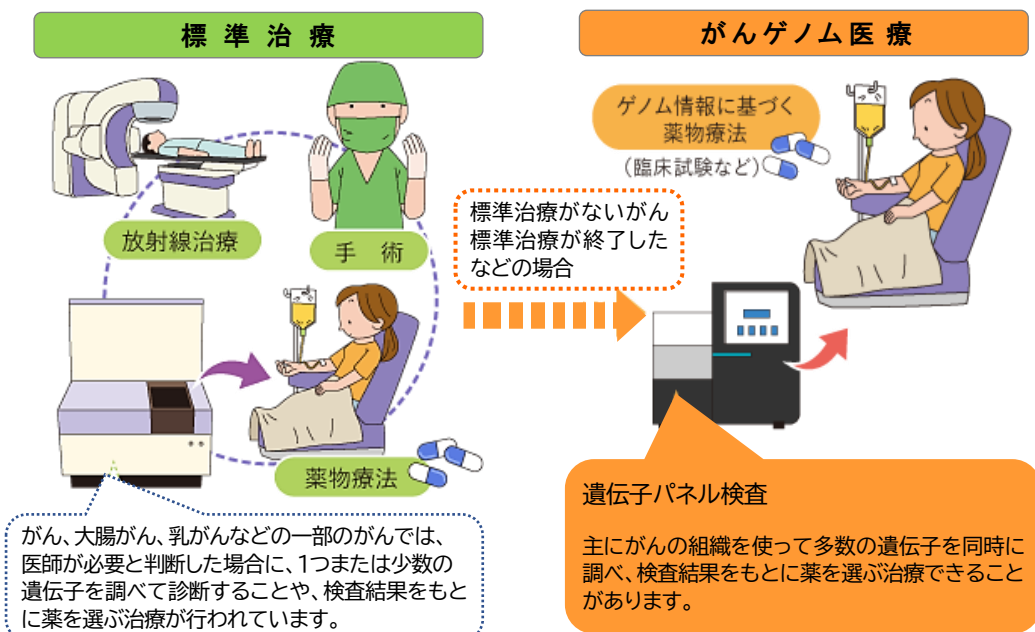 標準治療
放射線治療
手術
薬物療法
がん、大腸がん、乳がんなどの一部のがんでは、
医師が必要と判断した場合に、1つまたは少数の
遺伝子を調べて診断することや、検査結果をもと
に薬を選ぶ治療が行われています。
標準治療がないがん
標準治療が終了した
などの場合
がんゲノム医療
ゲノム情報に基づく
薬物療法
(臨床試験など)
遺伝子パネル検査
主にがんの組織を使って多数の遺伝子を同時に
調べ、検査結果をもとに薬を選ぶ治療できること
があります。